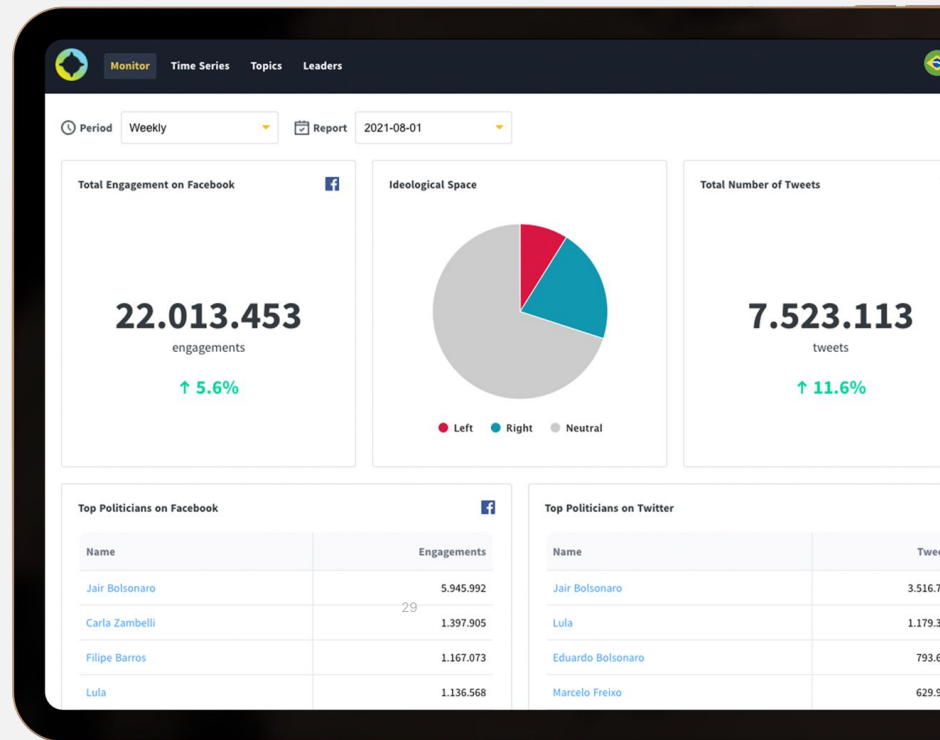 Monitor Time Series Topics Leaders
Period Weekly Report 2021-08-01
Total Engagement on Facebook
22.013.453
engagements
↑ 5.6%
Ideological Space
Left Right Neutral
Total Number of Tweets
7.523.113
tweets
↑ 11.6%
Top Politicians on Facebook
Name Engagements
Jair Bolsonaro 5.945.992
29
Carla Zambelli 1.397.905
Filipe Barros 1.167.073
Lula 1.136.568
Top Politicians on Twitter
Name
Jair Bolsonaro
Lula
Eduardo Bolsonaro
Marcelo Freixo